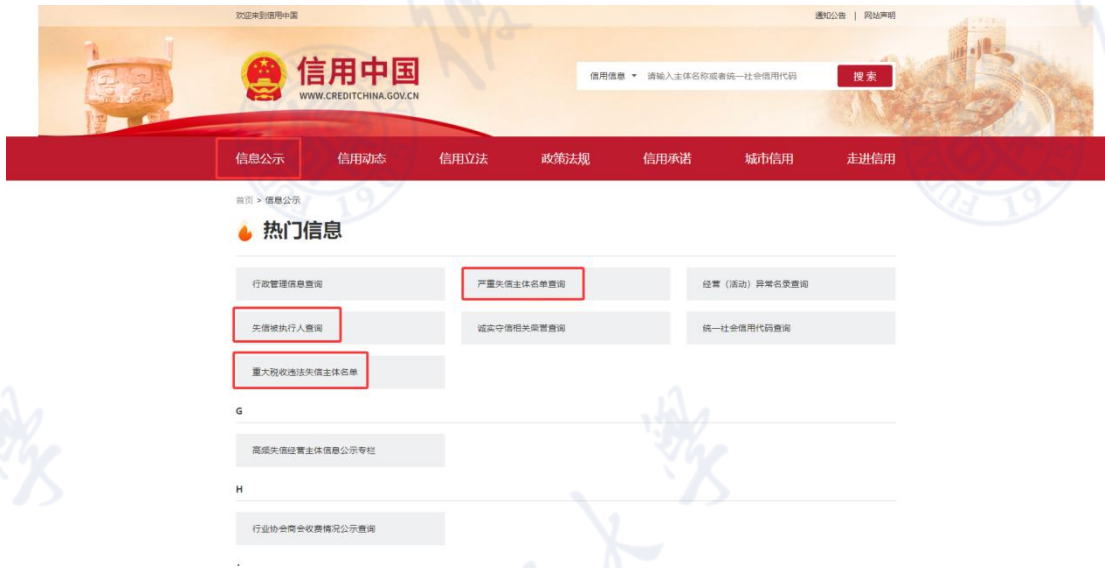 欢迎来到信用中国
通知公告 | 网站声明
信用中国
WWW.CREDITCHINA.GOV.CN
信用信息 请输入主体名称或者统一社会信用代码 搜索
信息公示 信用动态 信用立法 政策法规 信用承诺 城市信用 走进信用
首页 > 信息公示
热门信息
行政管理信息查询 严重失信主体名单查询 经营（活动）异常名录查询
失信被执行人查询 诚实守信相关荣誉查询 统一社会信用代码查询
重大税收违法失信主体名单
G
高频失信经营主体信息公示专栏
H
行业协会商会收费情况公示查询